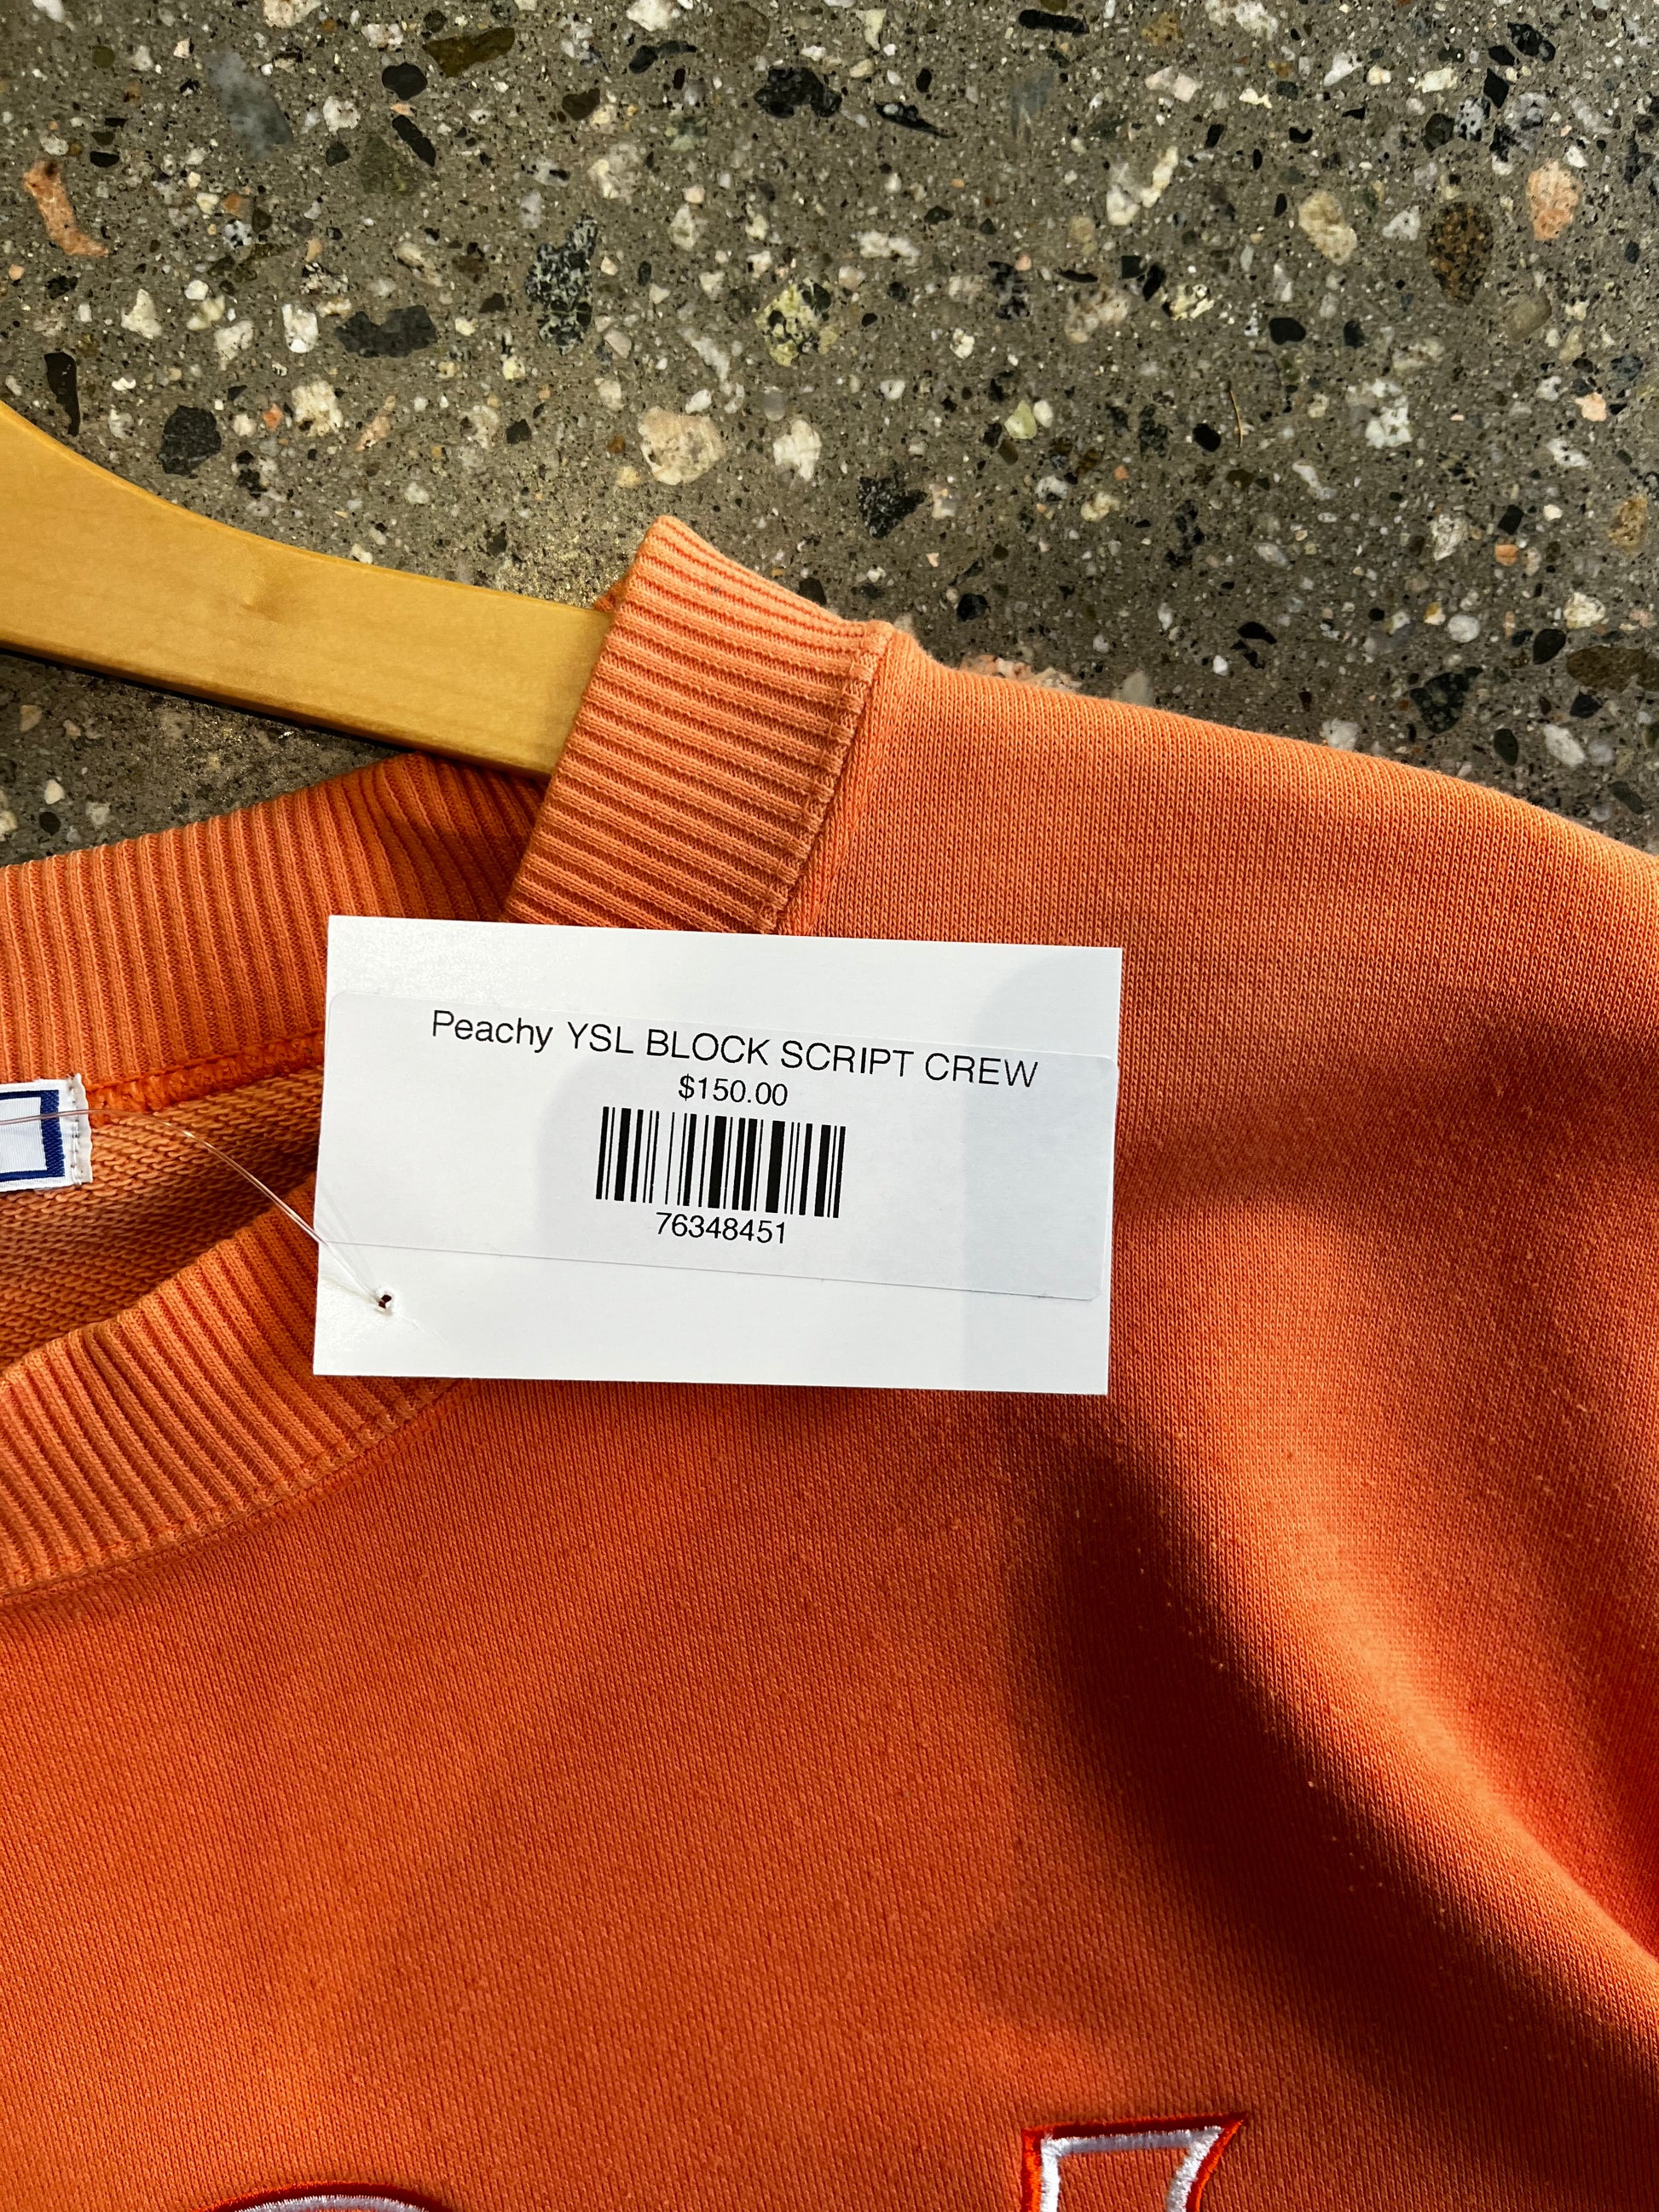 Peachy YSL BLOCK SCRIPT CREW
$150.00
76348451